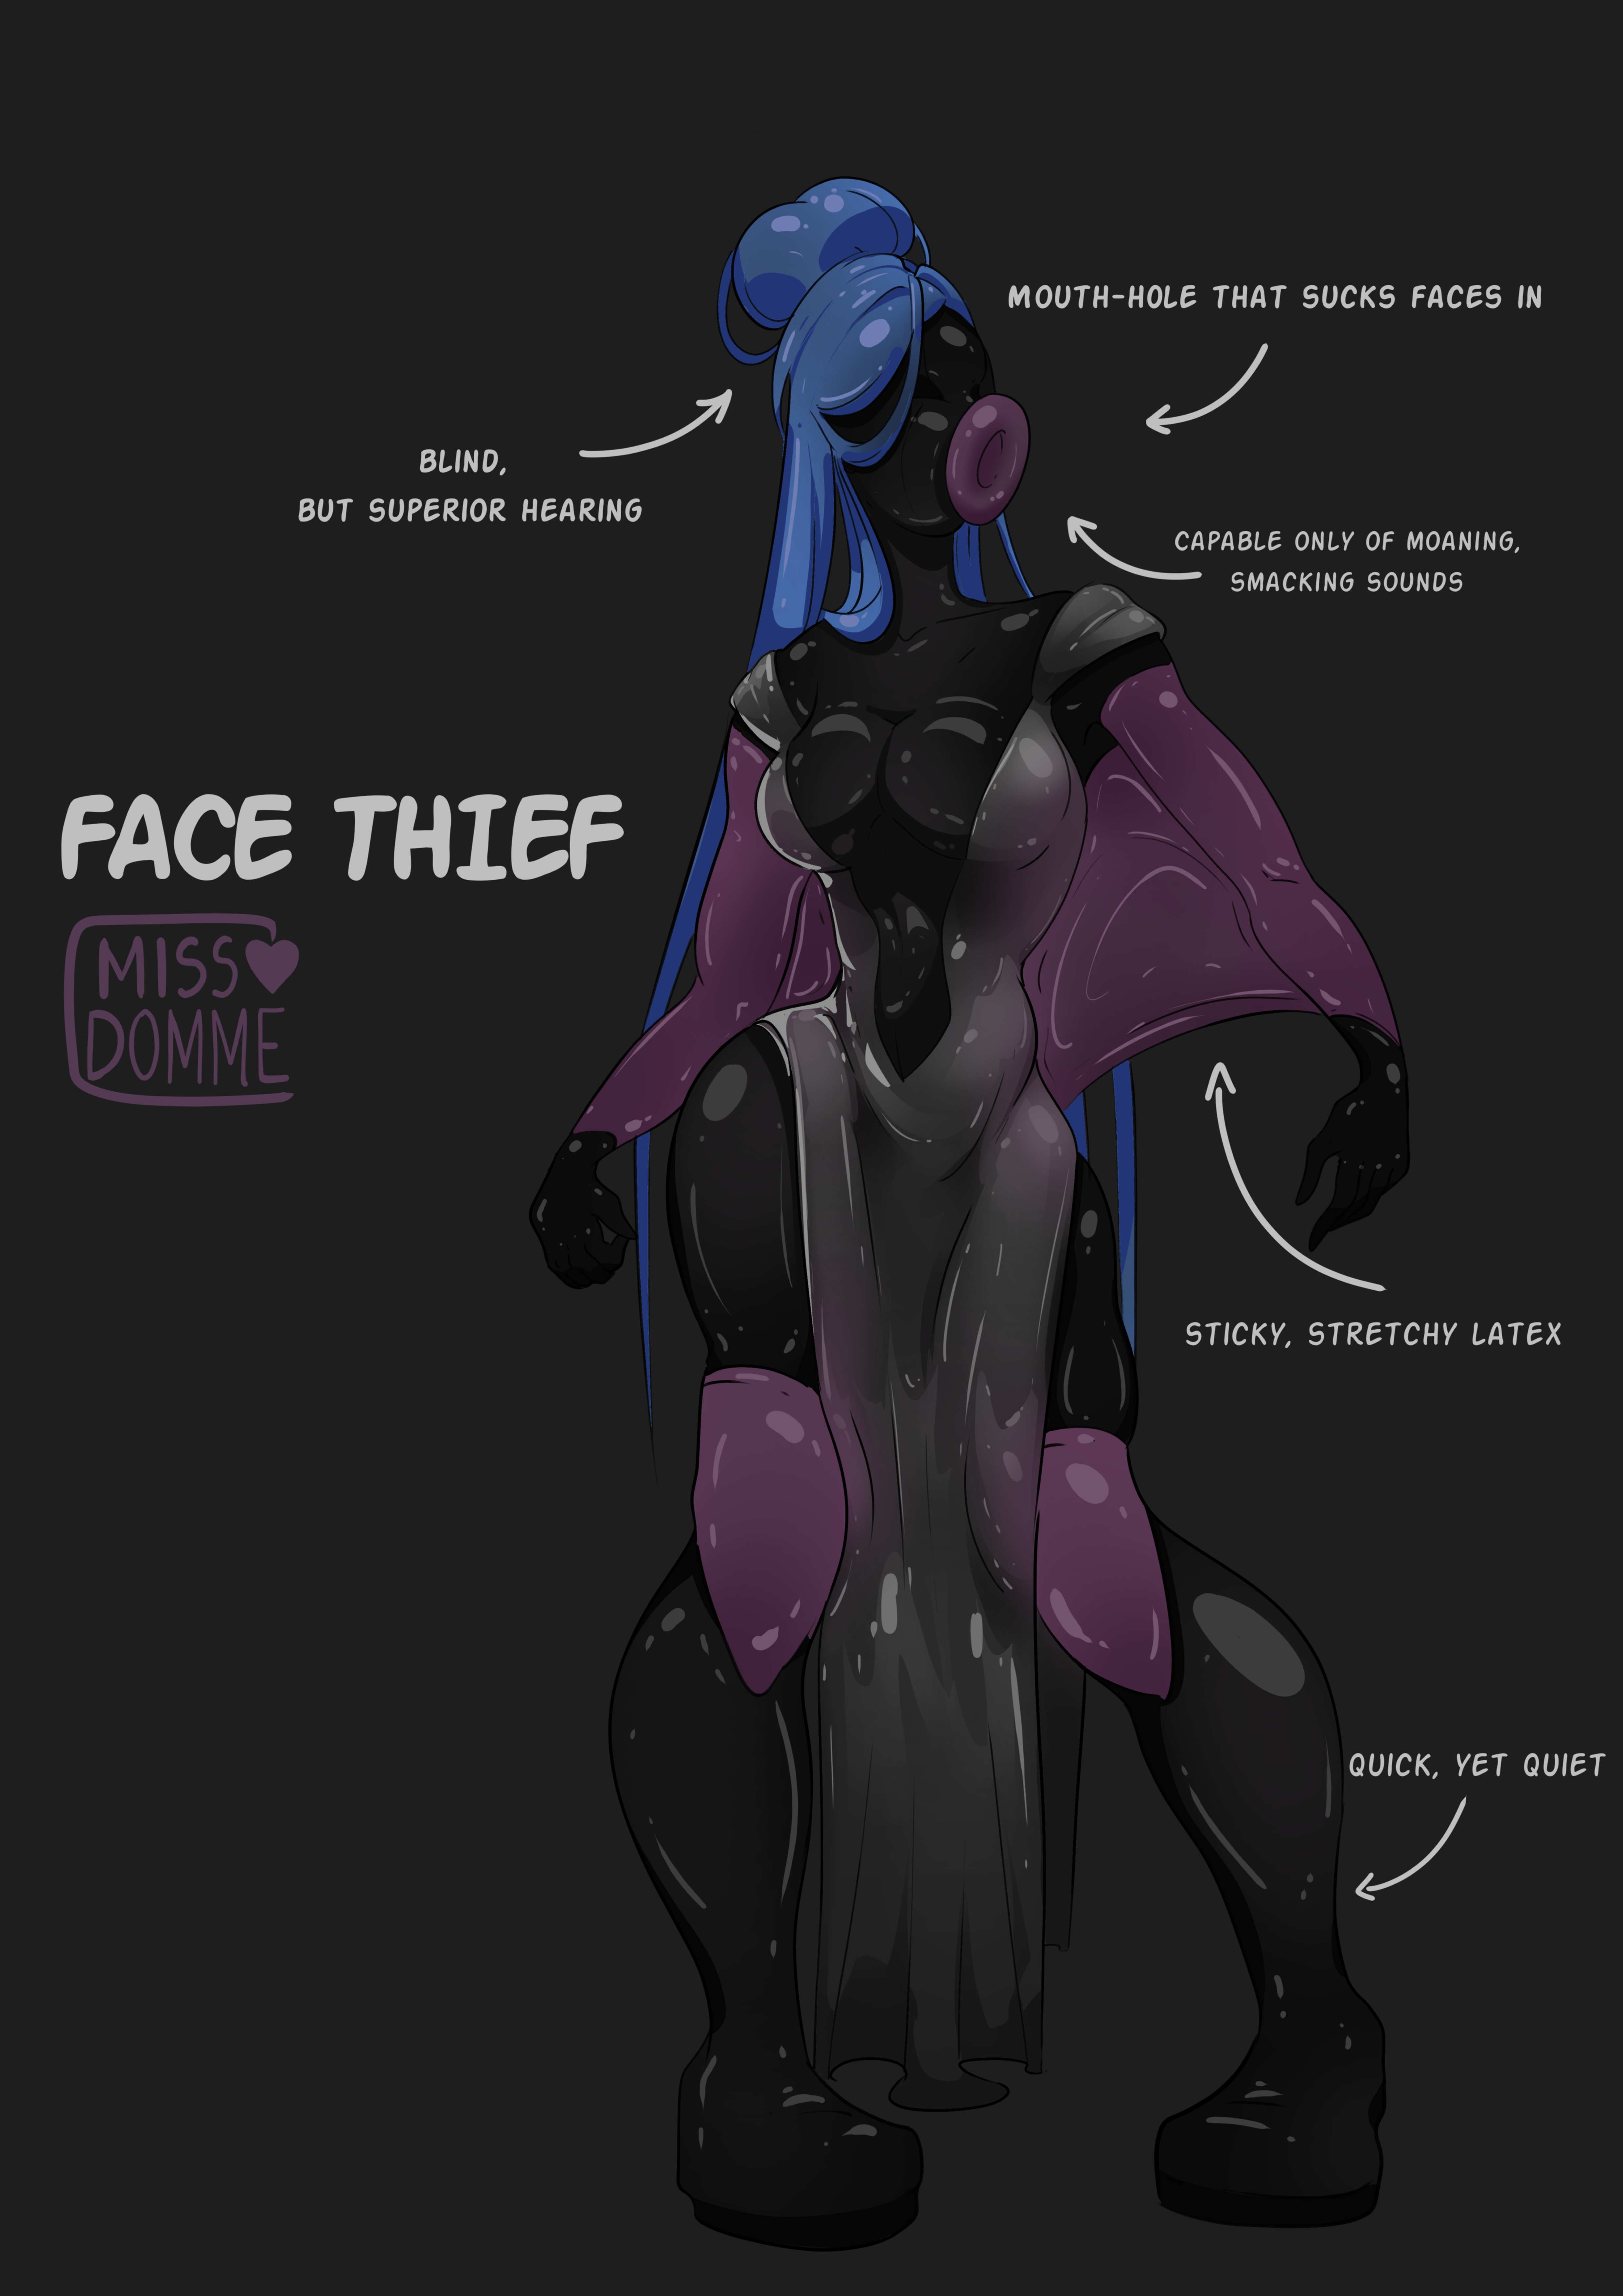 MOUTH-HOLE THAT SUCKS FACES IN
BLIND,
BUT SUPERIOR HEARING
CAPABLE ONLY OF MOANING,
SMACKING SOUNDS
FACE THIEF
MISS
DOMME
STICKY, STRETCHY LATEX
QUICK, YET QUIET